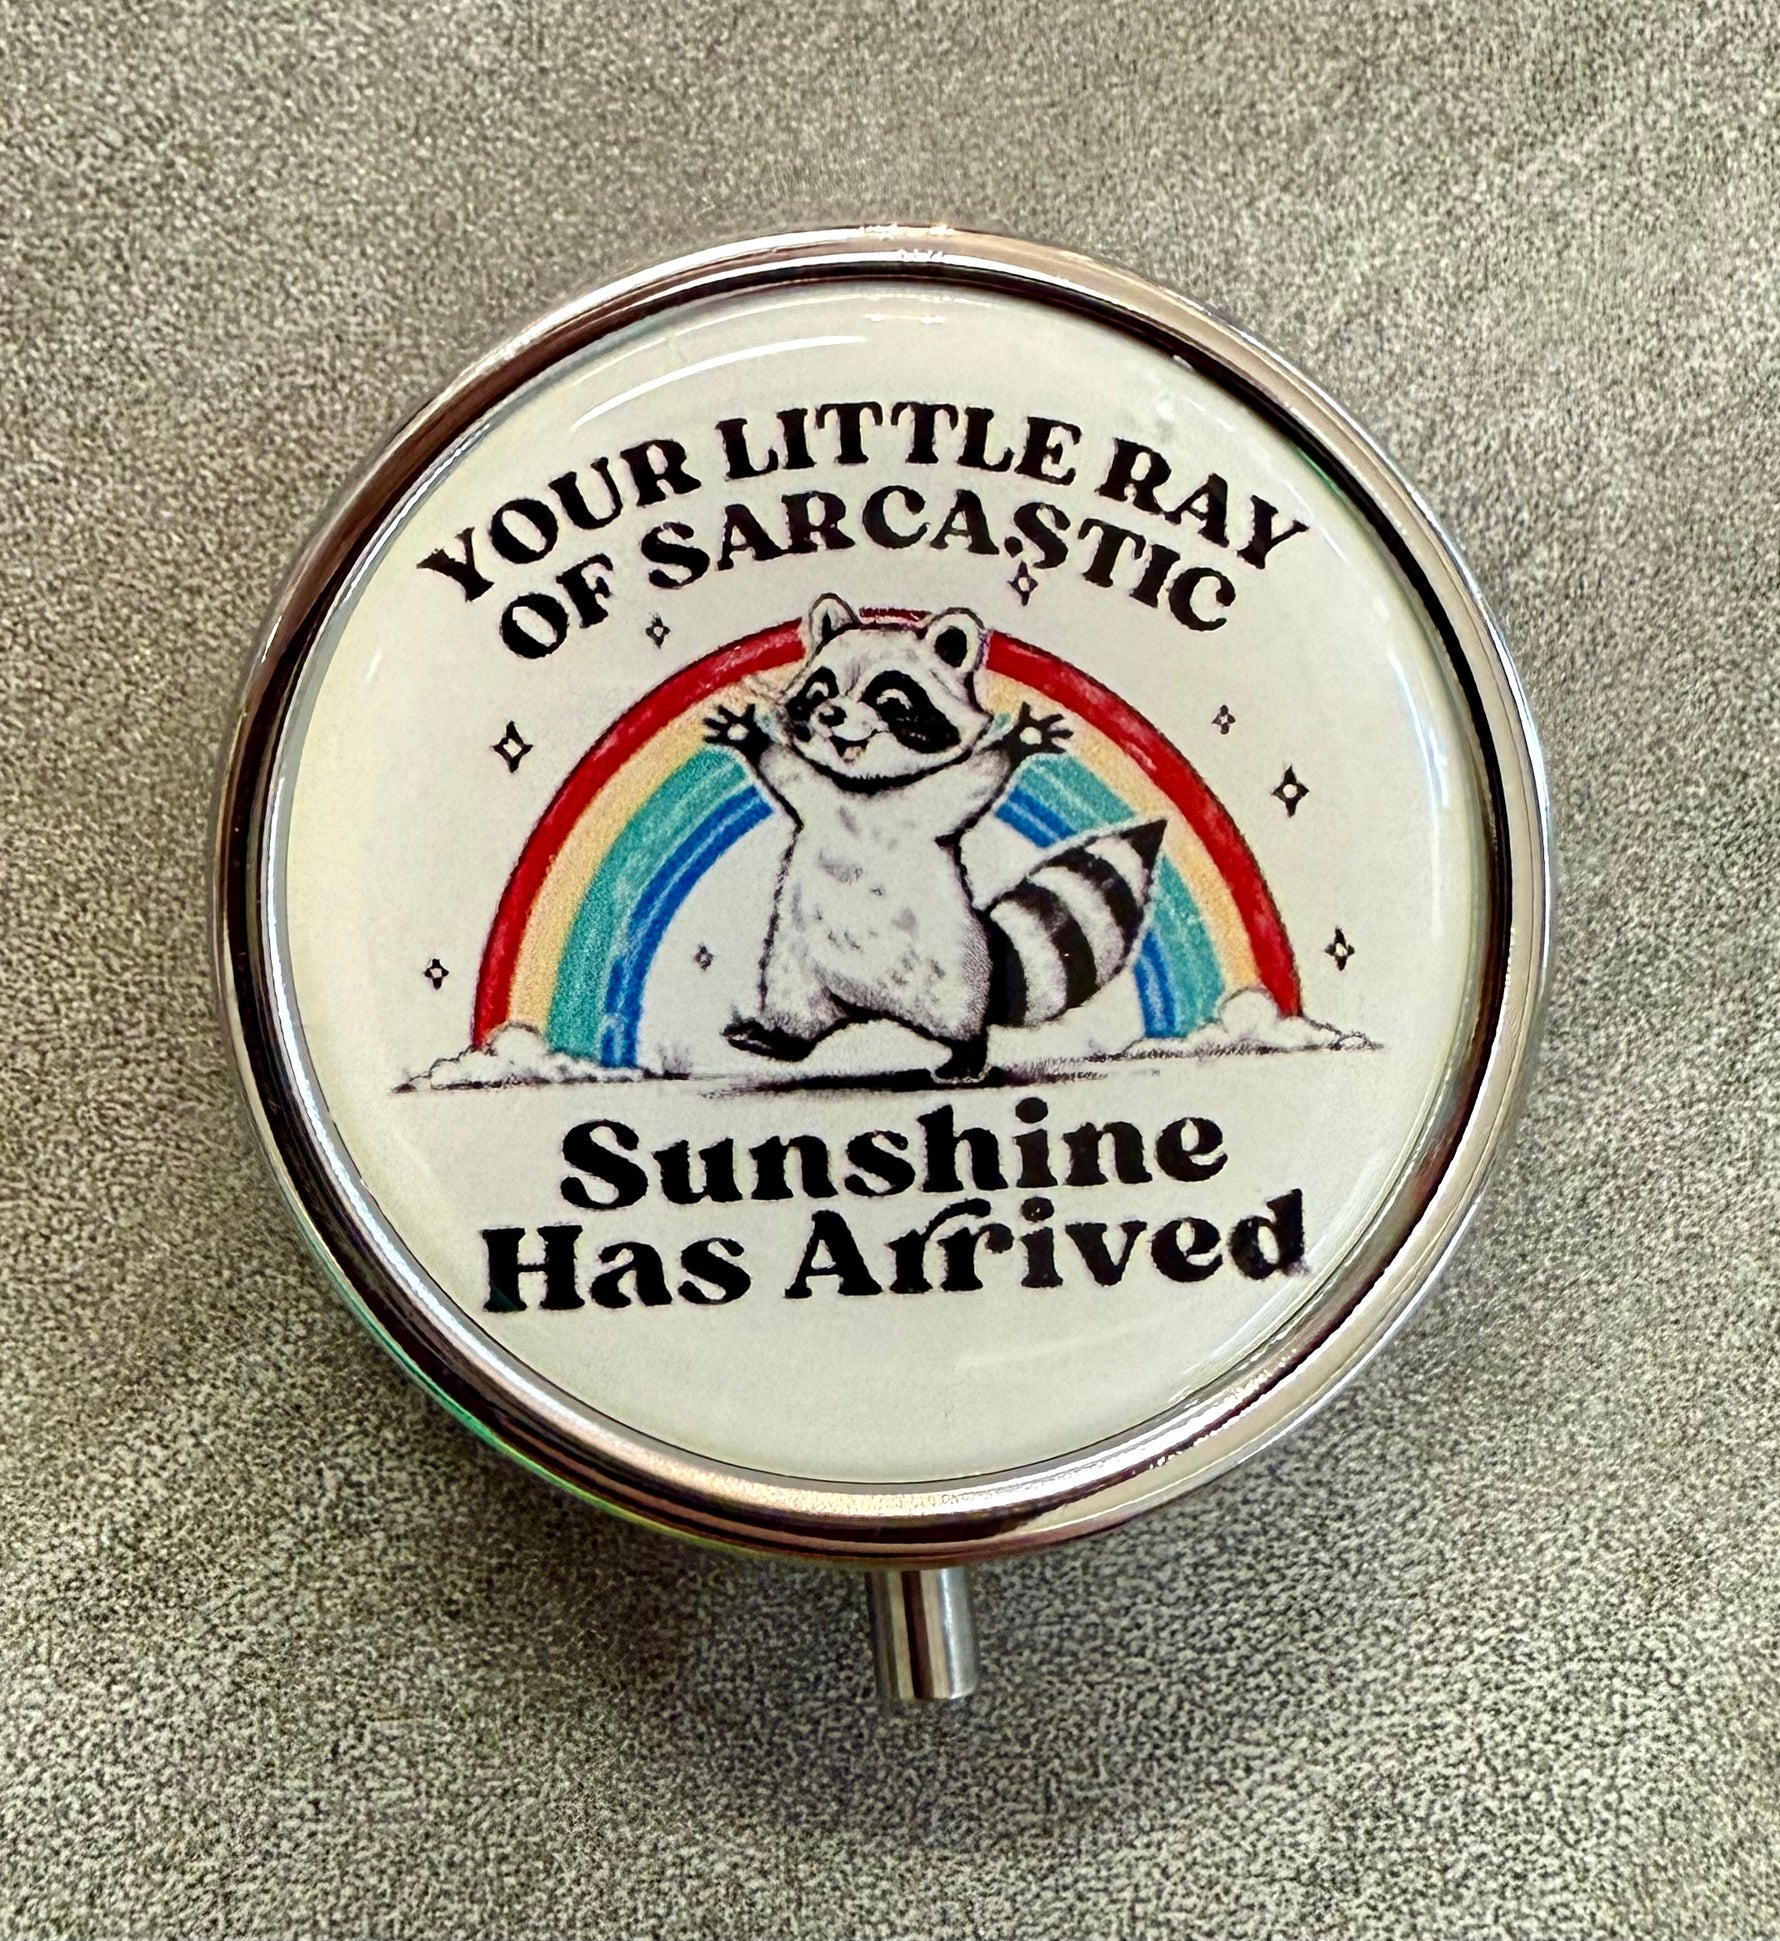 YOUR LITTLE RAY
OF SARCASTIC
Sunshine
Has Arrived